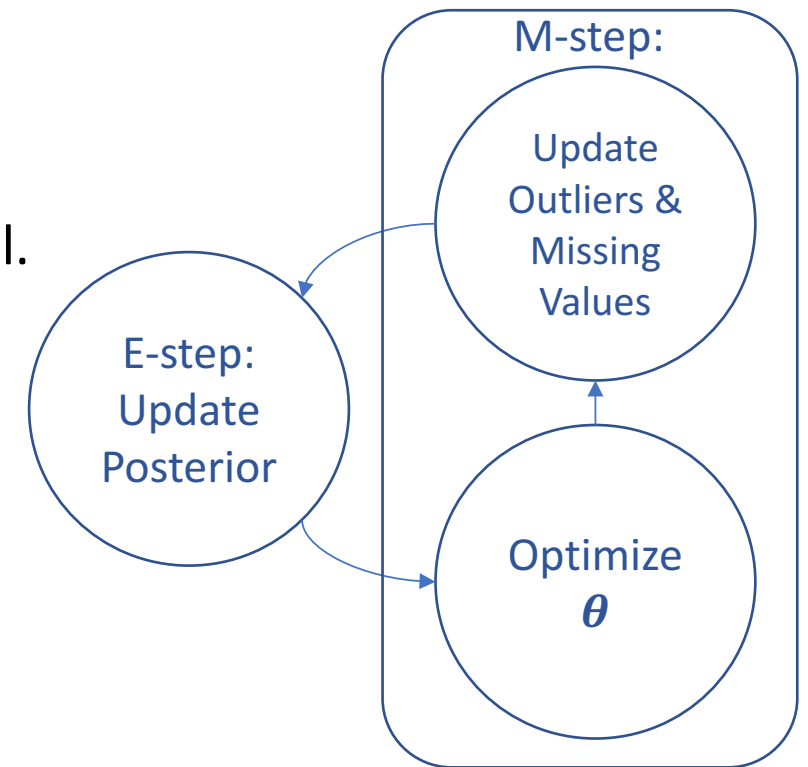 M-step:
Update
Outliers &
Missing
Values
l.
E-step:
Update
Posterior
Optimize
θ